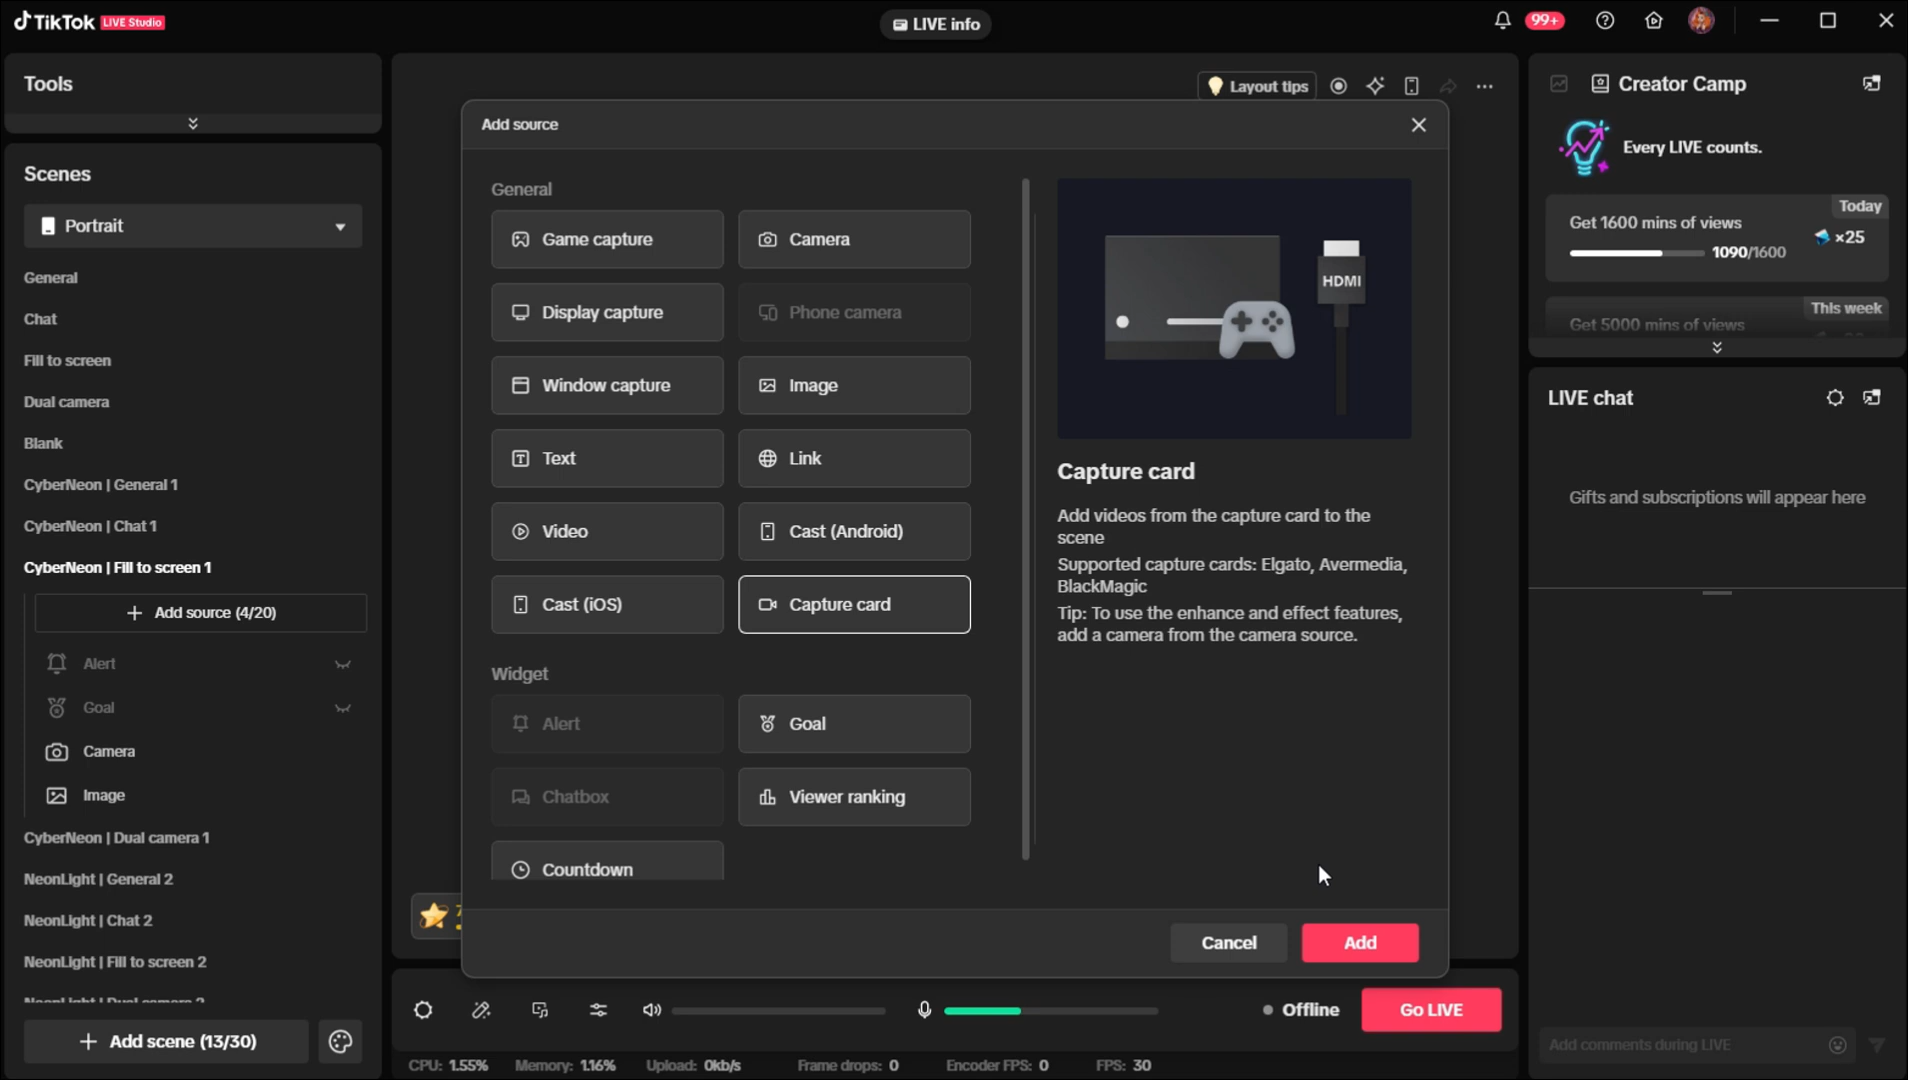 TikTok LIVE Studio
LIVE info
99+
Tools
Scenes
Portrait
General
Chat
Fill to screen
Dual camera
Blank
CyberNeon | General 1
CyberNeon | Chat 1
CyberNeon | Fill to screen 1
Add source (4/20)
Alert
Goal
Camera
Image
CyberNeon | Dual camera 1
NeonLight | General 2
NeonLight | Chat 2
NeonLight | Fill to screen 2
NeonLight | Dual camera 2
Add scene (13/30)
Layout tips
Add source
General
Game capture
Camera
Display capture
Phone camera
Window capture
Image
Text
Link
Video
Cast (Android)
Cast (iOS)
Capture card
Widget
Alert
Goal
Chatbox
Viewer ranking
Countdown
HDMI
Capture card
Add videos from the capture card to the
scene
Supported capture cards: Elgato, Avermedia,
BlackMagic
Tip: To use the enhance and effect features,
add a camera from the camera source.
Cancel
Add
Offline
Go LIVE
CPU: 1.55%
Memory: 1.16%
Upload: 0kb/s
Frame drops: 0
Encoder FPS: 0
FPS: 30
Creator Camp
Every LIVE counts.
Today
Get 1600 mins of views
1090/1600
×25
This week
Get 5000 mins of views
LIVE chat
Gifts and subscriptions will appear here
Add comments during LIVE